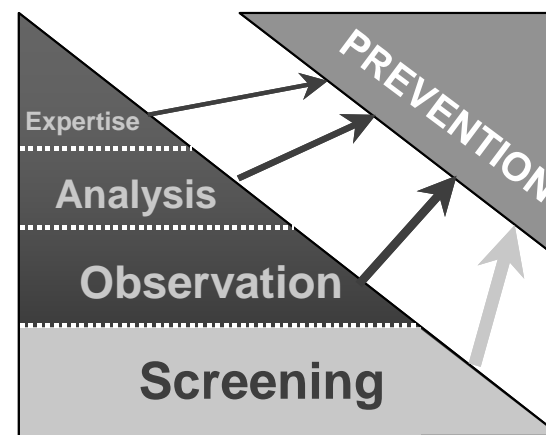 PREVENTION
Expertise
Analysis
Observation
Screening